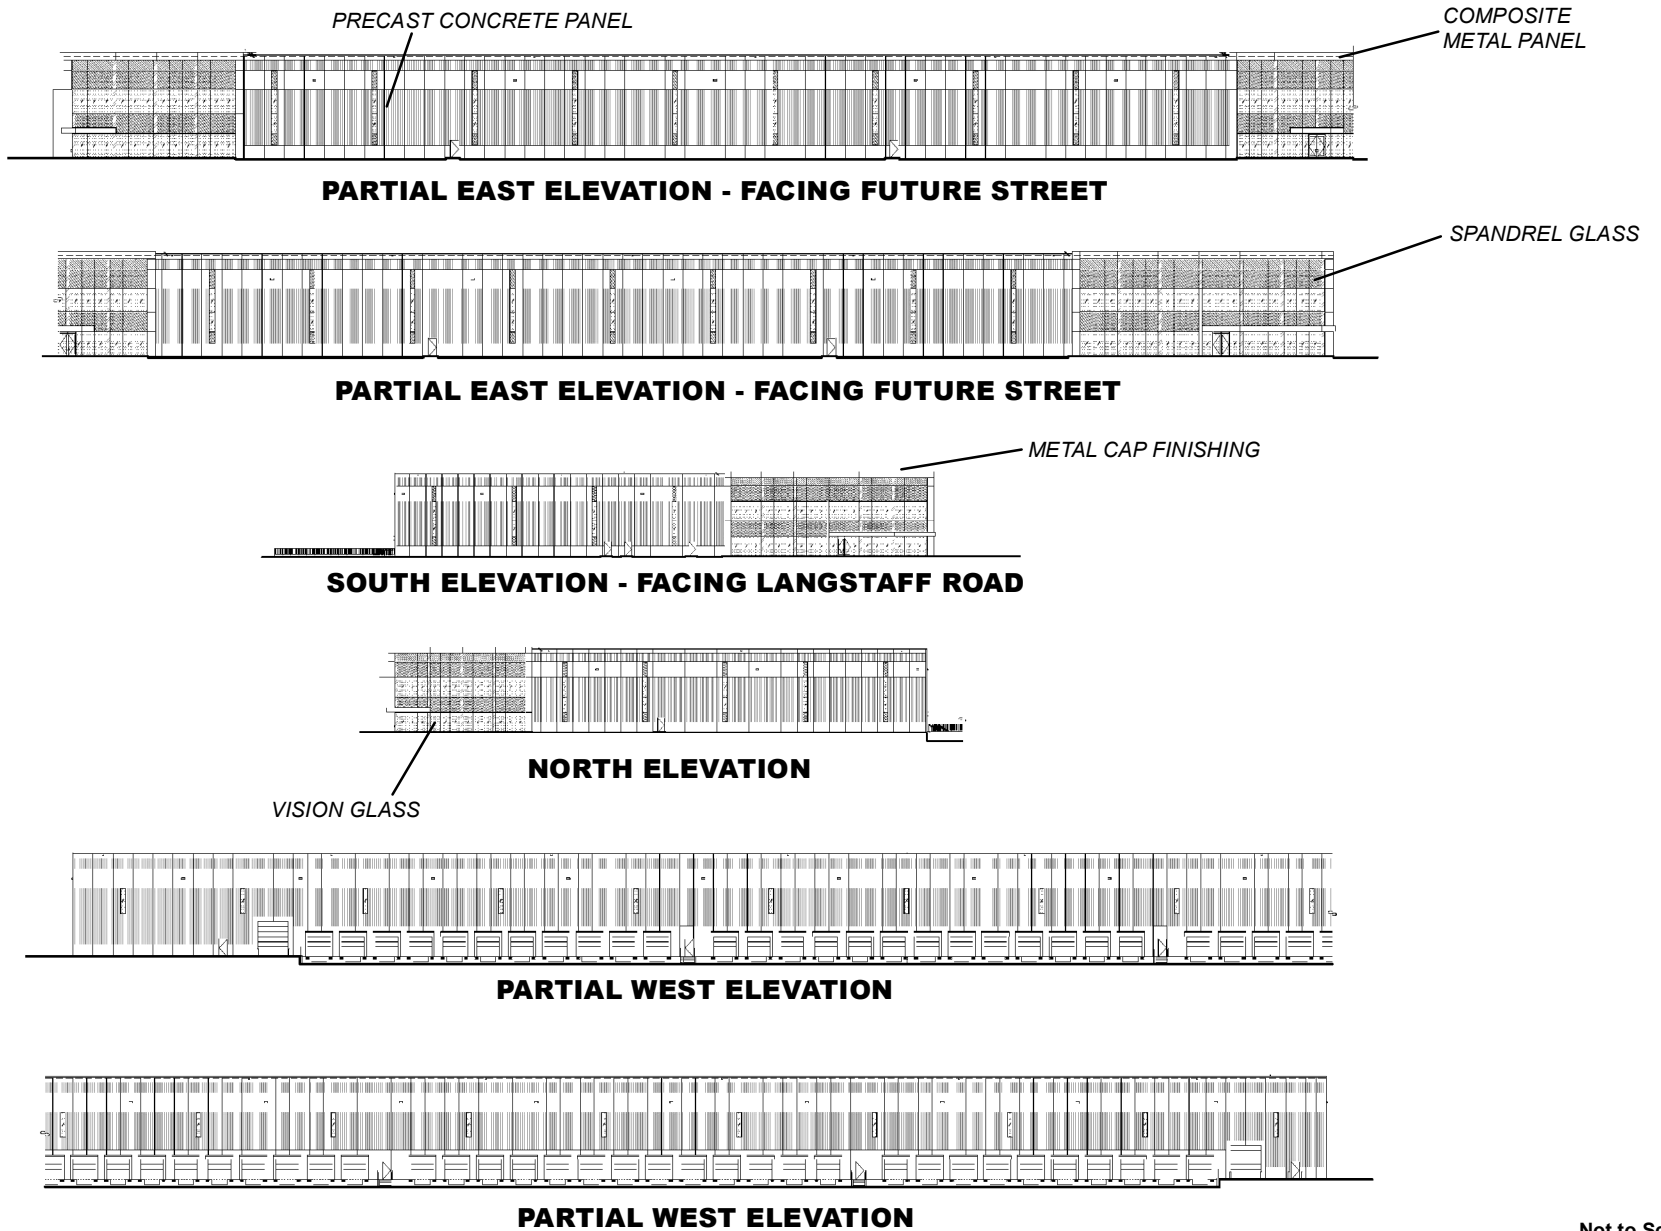 PRECAST CONCRETE PANEL
COMPOSITE
METAL PANEL
PARTIAL EAST ELEVATION - FACING FUTURE STREET
SPANDREL GLASS
PARTIAL EAST ELEVATION - FACING FUTURE STREET
METAL CAP FINISHING
SOUTH ELEVATION - FACING LANGSTAFF ROAD
NORTH ELEVATION
VISION GLASS
PARTIAL WEST ELEVATION
PARTIAL WEST ELEVATION
Not to